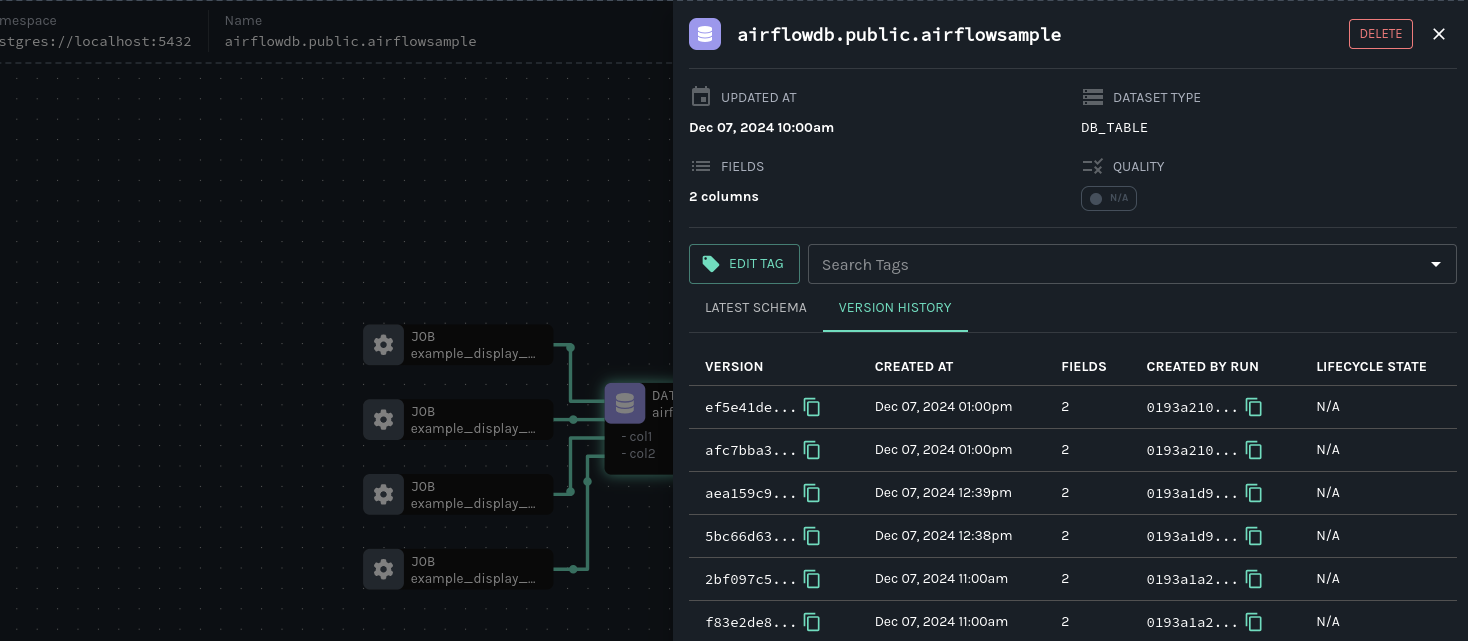 mespace
stgres://localhost:5432
Name
airflowdb.public.airflowsample
JOB
example_display_...
JOB
example_display_...
JOB
example_display_...
JOB
example_display_...
DAT
airf
- col1
- col2
airflowdb.public.airflowsample
DELETE
UPDATED AT
Dec 07, 2024 10:00am
DATASET TYPE
DB_TABLE
FIELDS
2 columns
QUALITY
N/A
EDIT TAG
Search Tags
LATEST SCHEMA VERSION HISTORY
VERSION CREATED AT FIELDS CREATED BY RUN LIFECYCLE STATE
ef5e41de... Dec 07, 2024 01:00pm 2 0193a210... N/A
afc7bba3... Dec 07, 2024 01:00pm 2 0193a210... N/A
aea159c9... Dec 07, 2024 12:39pm 2 0193a1d9... N/A
5bc66d63... Dec 07, 2024 12:38pm 2 0193a1d9... N/A
2bf097c5... Dec 07, 2024 11:00am 2 0193a1a2... N/A
f83e2de8... Dec 07, 2024 11:00am 2 0193a1a2... N/A